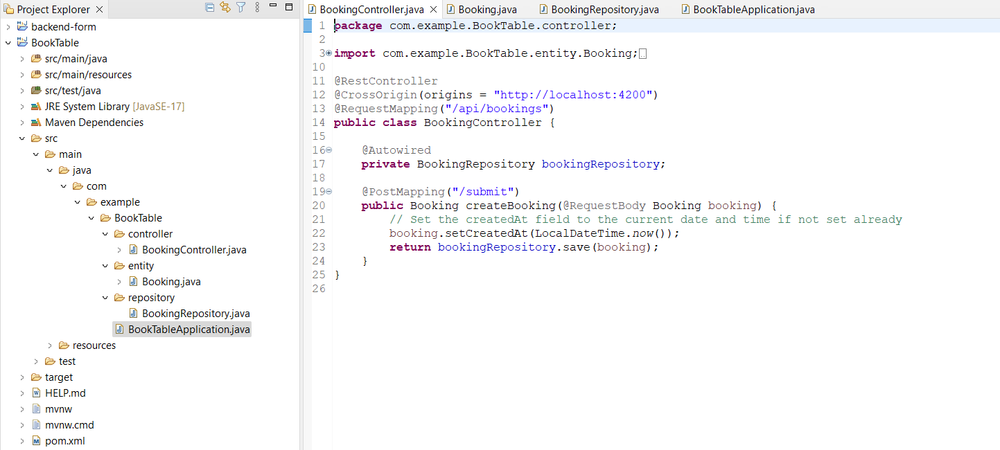 Project Explorer
backend-form
BookTable
src/main/java
src/main/resources
src/test/java
JRE System Library [JavaSE-17]
Maven Dependencies
src
main
java
com
example
BookTable
controller
BookingController.java
entity
Booking.java
repository
BookingRepository.java
BookTableApplication.java
resources
test
target
HELP.md
mvnw
mvnw.cmd
pom.xml
BookingController.java
Booking.java
BookingRepository.java
BookTableApplication.java
1 package com.example.BookTable.controller;
2
3 import com.example.BookTable.entity.Booking;
10
11 @RestController
12 @CrossOrigin(origins = "http://localhost:4200")
13 @RequestMapping("/api/bookings")
14 public class BookingController {
15
16     @Autowired
17     private BookingRepository bookingRepository;
18
19     @PostMapping("/submit")
20     public Booking createBooking(@RequestBody Booking booking) {
21         // Set the createdAt field to the current date and time if not set already
22         booking.setCreatedAt(LocalDateTime.now());
23         return bookingRepository.save(booking);
24     }
25 }
26